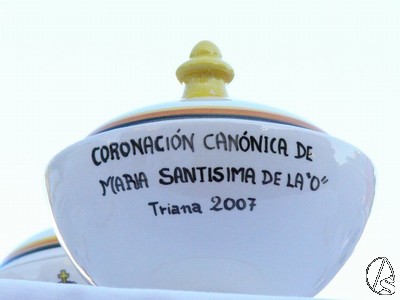 CORONACIÓN CANÓNICA DE
MARIA SANTISIMA DE LA "O"
Triana 2007